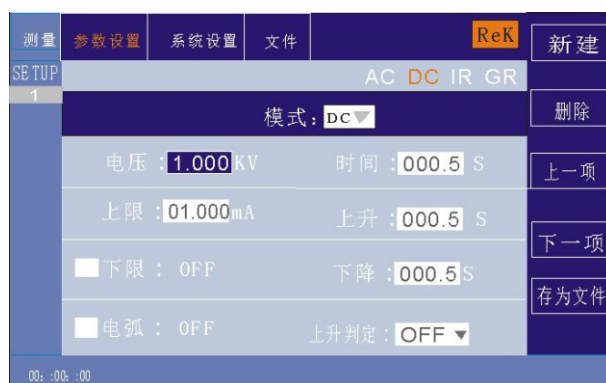 测量 参数设置 系统设置 文件 ReK 新建
SETUP AC DC IR GR
1
模式：DC 删除
电压：1.000 KV 时间：000.5 S 上一项
上限：01.000mA 上升：000.5 S
下一项
下限：OFF 下降：000.5 S
存为文件
电弧：OFF 上升判定：OFF
00: :00: :00